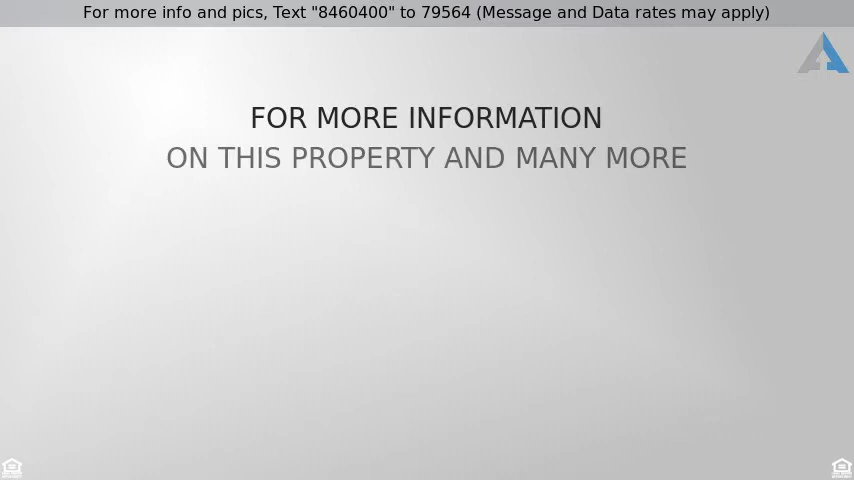 For more info and pics, Text "8460400" to 79564 (Message and Data rates may apply)
FOR MORE INFORMATION
ON THIS PROPERTY AND MANY MORE